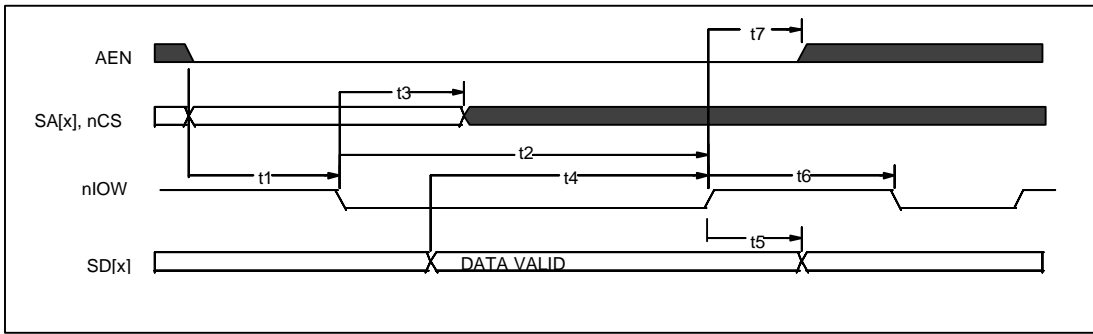 t7
AEN
t3
SA[x], nCS
t2
t1
t4
t6
nIOW
t5
SD[x]
DATA VALID